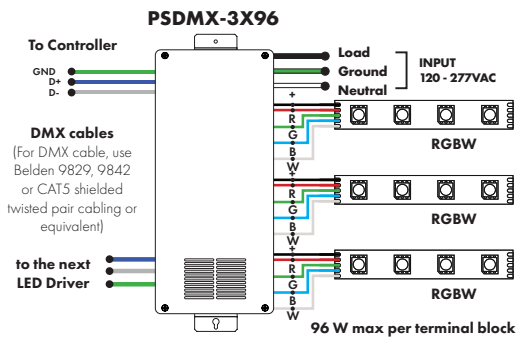 PSDMX-3X96
To Controller
GND
D+
D-
DMX cables
(For DMX cable, use
Belden 9829, 9842
or CAT5 shielded
twisted pair cabling or
equivalent)
to the next
LED Driver
Load
Ground
Neutral
INPUT
120 - 277VAC
+
R
G
B
W
RGBW
+
R
G
B
W
RGBW
+
R
G
B
W
RGBW
96 W max per terminal block